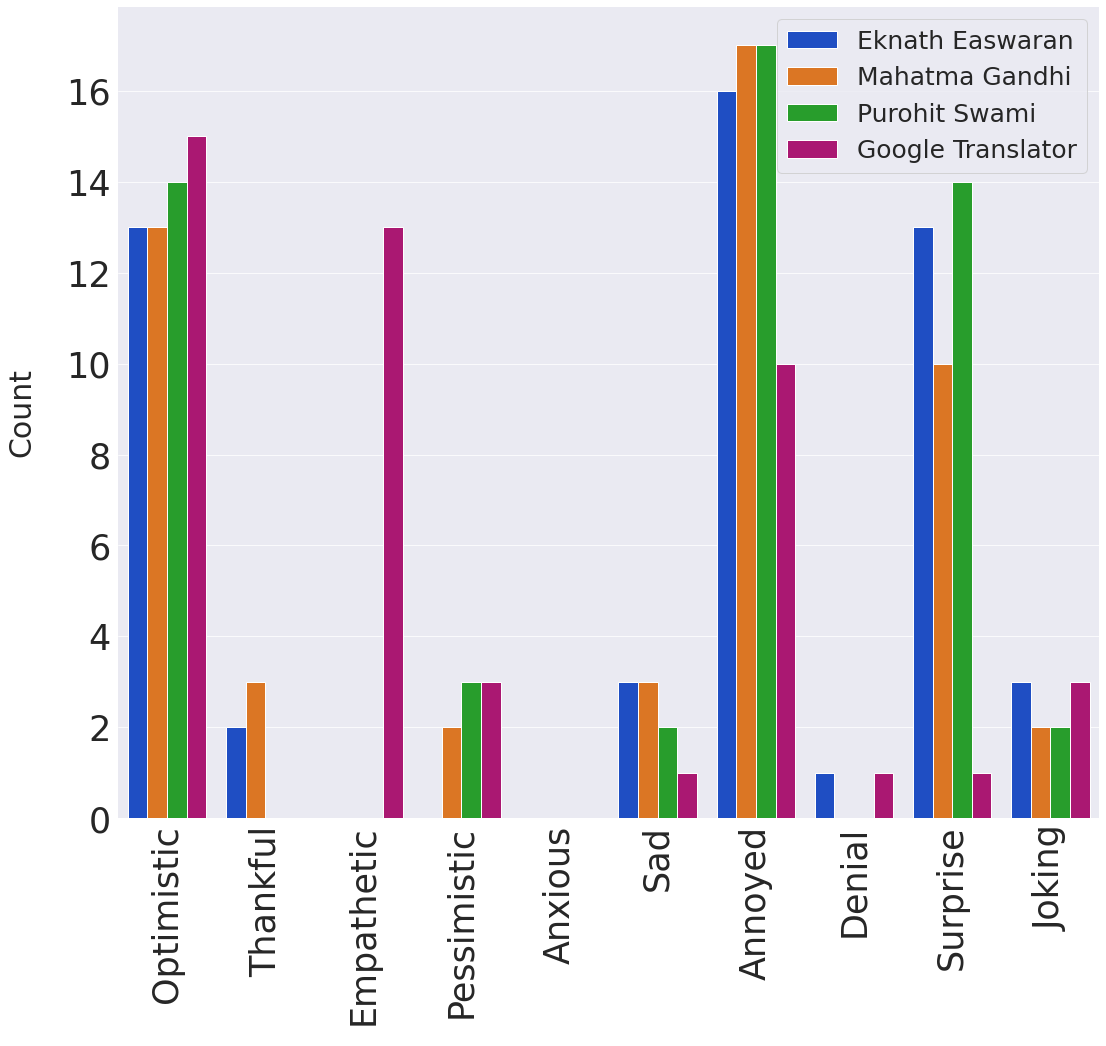 Eknath Easwaran
Mahatma Gandhi
Purohit Swami
Google Translator
Count
16
14
12
10
8
6
4
2
0
Optimistic
Thankful
Empathetic
Pessimistic
Anxious
Sad
Annoyed
Denial
Surprise
Joking